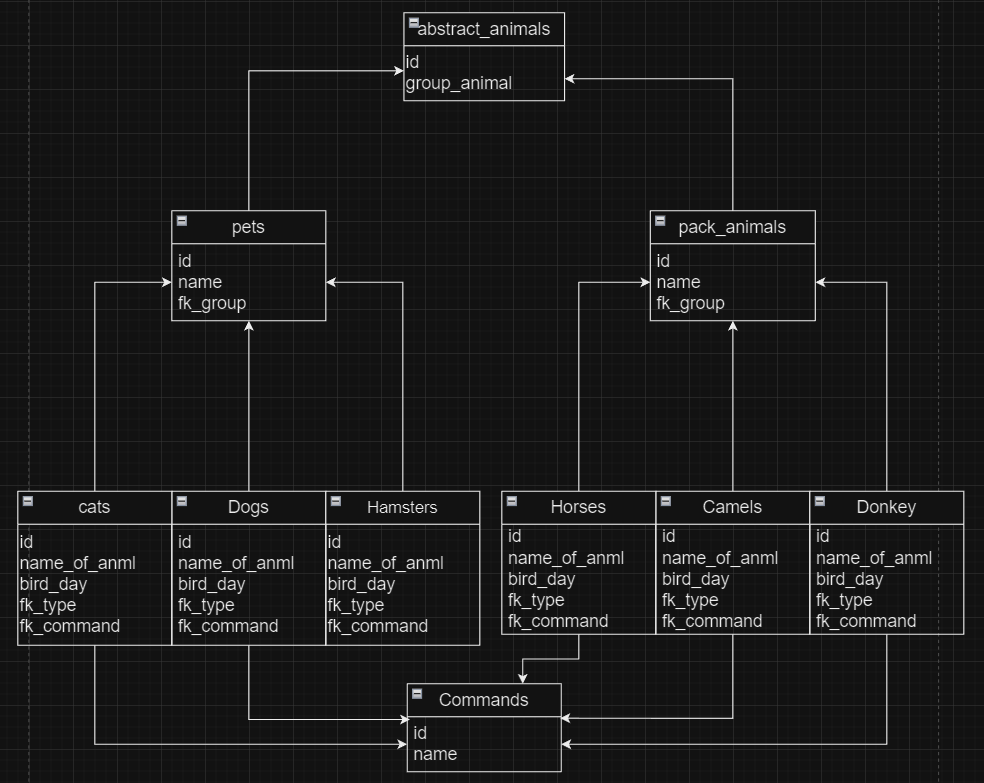 abstract_animals
id
group_animal
pets
id
name
fk_group
pack_animals
id
name
fk_group
cats
id
name_of_anml
bird_day
fk_type
fk_command
Dogs
id
name_of_anml
bird_day
fk_type
fk_command
Hamsters
id
name_of_anml
bird_day
fk_type
fk_command
Horses
id
name_of_anml
bird_day
fk_type
fk_command
Camels
id
name_of_anml
bird_day
fk_type
fk_command
Donkey
id
name_of_anml
bird_day
fk_type
fk_command
Commands
id
name